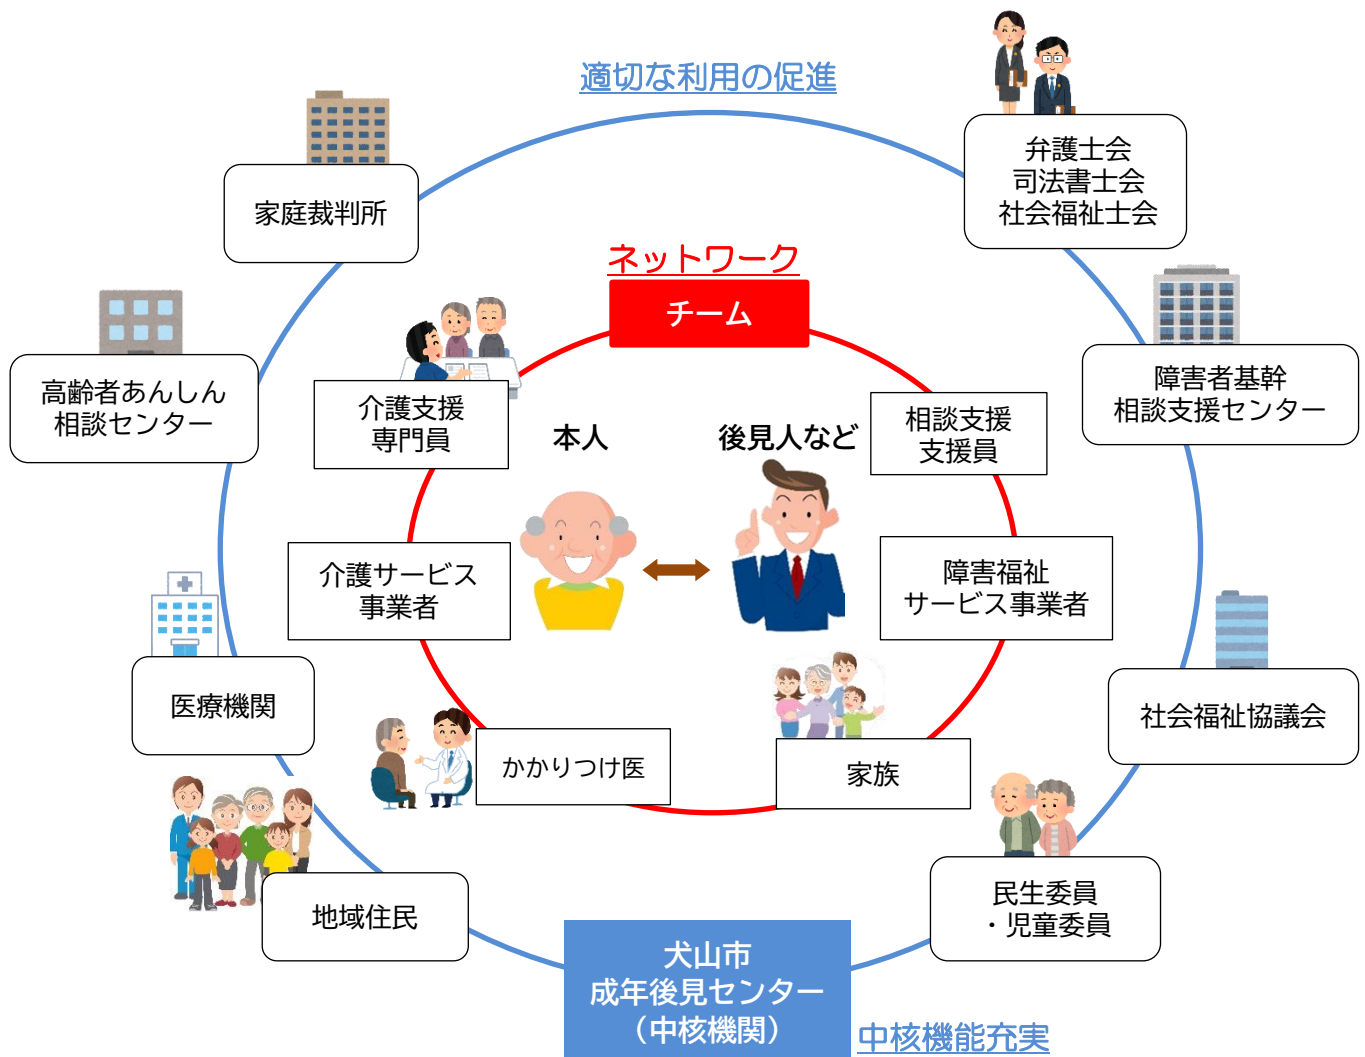 適切な利用の促進
弁護士会
司法書士会
社会福祉士会
家庭裁判所
ネットワーク
チーム
高齢者あんしん
相談センター
障害者基幹
相談支援センター
介護支援
専門員
本人
後見人など
相談支援
支援員
介護サービス
事業者
障害福祉
サービス事業者
医療機関
社会福祉協議会
かかりつけ医
家族
地域住民
民生委員
・児童委員
犬山市
成年後見センター
（中核機関）
中核機能充実